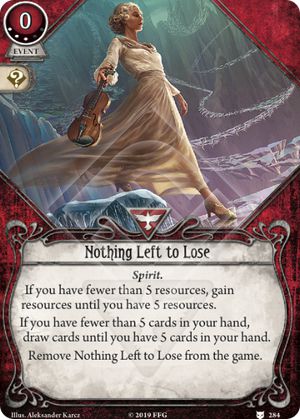 0
EVENT
?
Nothing Left to Lose
Spirit.
If you have fewer than 5 resources, gain
resources until you have 5 resources.
If you have fewer than 5 cards in your hand,
draw cards until you have 5 cards in your hand.
Remove Nothing Left to Lose from the game.
Illus. Aleksander Karcz
© 2019 FFG
284